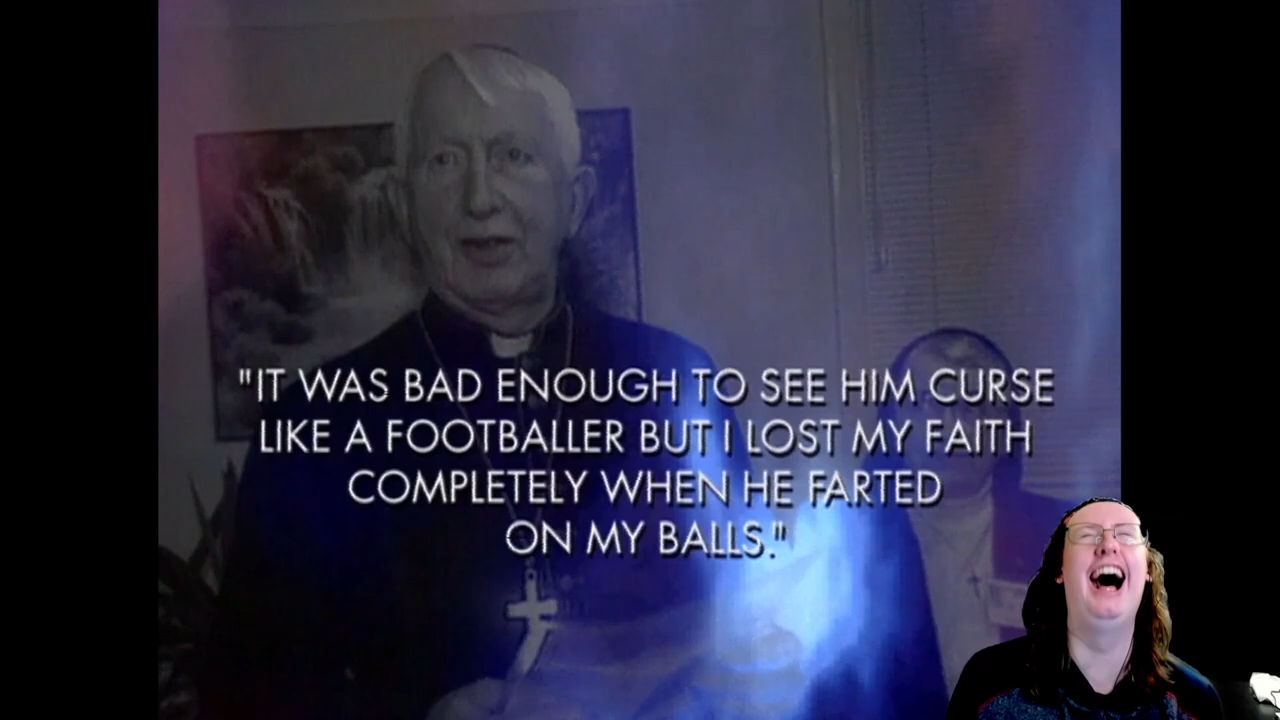 "IT WAS BAD ENOUGH TO SEE HIM CURSE
LIKE A FOOTBALLER BUT I LOST MY FAITH
COMPLETELY WHEN HE FARTED
ON MY BALLS."